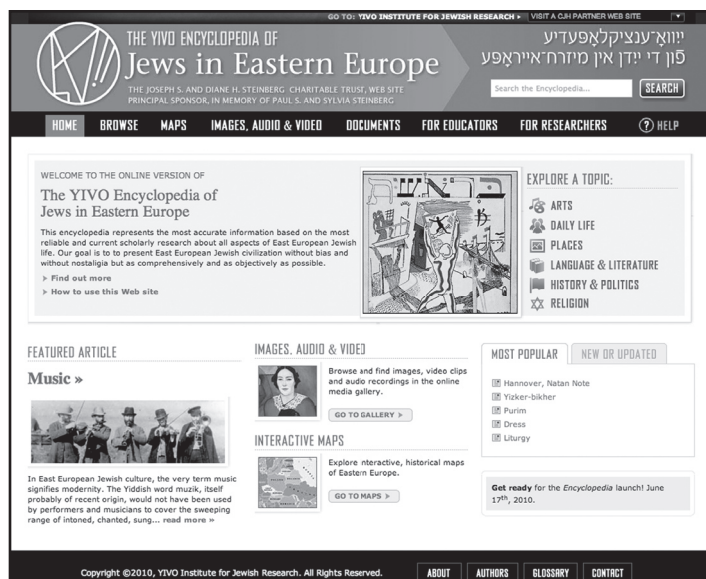 GO TO: YIVO INSTITUTE FOR JEWISH RESEARCH
VISIT A CJH PARTNER WEB SITE
THE YIVO ENCYCLOPEDIA OF
Jews in Eastern Europe
THE JOSEPH S. AND DIANE H. STEINBERG CHARITABLE TRUST, WEB SITE
PRINCIPAL SPONSOR, IN MEMORY OF PAUL S. AND SYLVIA STEINBERG
ייִוואָ־ענציקלאָפּעדיע
פֿון די ייִדן אין מיזרח־אייראָפּע
Search the Encyclopedia...
SEARCH
HOME
BROWSE
MAPS
IMAGES, AUDIO & VIDEO
DOCUMENTS
FOR EDUCATORS
FOR RESEARCHERS
? HELP
WELCOME TO THE ONLINE VERSION OF
The YIVO Encyclopedia of
Jews in Eastern Europe
This encyclopedia represents the most accurate information based on the most
reliable and current scholarly research about all aspects of East European Jewish
life. Our goal is to to present East European Jewish civilization without bias and
without nostalgia but as comprehensively and as objectively as possible.
Find out more
How to use this Web site
בראשית
EXPLORE A TOPIC:
ARTS
DAILY LIFE
PLACES
LANGUAGE & LITERATURE
HISTORY & POLITICS
RELIGION
FEATURED ARTICLE
Music »
In East European Jewish culture, the very term music
signifies modernity. The Yiddish word muzik, itself
probably of recent origin, would not have been used
by performers and musicians to cover the sweeping
range of intoned, chanted, sung... read more »
IMAGES, AUDIO & VIDEO
Browse and find images, video clips
and audio recordings in the online
media gallery.
GO TO GALLERY
INTERACTIVE MAPS
Explore interactive, historical maps
of Eastern Europe.
GO TO MAPS
MOST POPULAR
NEW OR UPDATED
Hannover, Natan Note
Yizker-bikher
Purim
Dress
Liturgy
Get ready for the Encyclopedia launch! June
17th, 2010.
Copyright ©2010, YIVO Institute for Jewish Research. All Rights Reserved.
ABOUT
AUTHORS
GLOSSARY
CONTACT